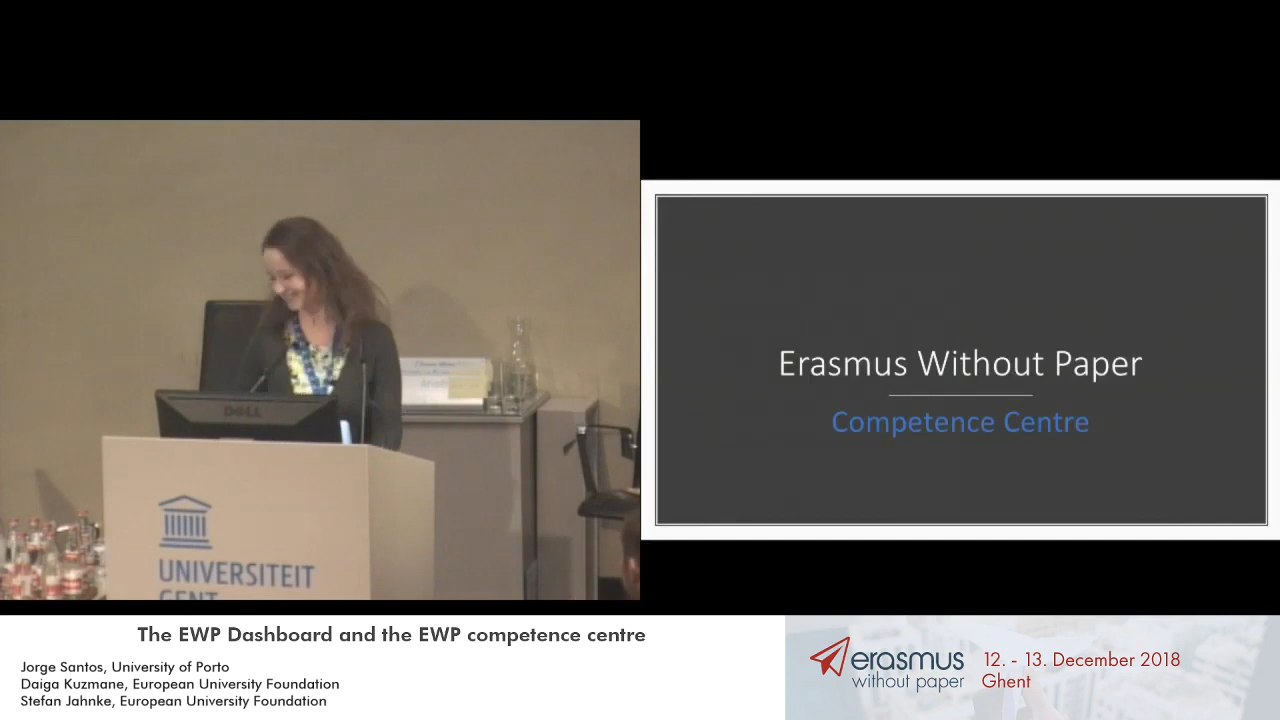 DELL
UNIVERSITEIT
GENT
Erasmus Without Paper
Competence Centre
The EWP Dashboard and the EWP competence centre
Jorge Santos, University of Porto
Daiga Kuzmane, European University Foundation
Stefan Jahnke, European University Foundation
erasmus
without paper
12. - 13. December 2018
Ghent